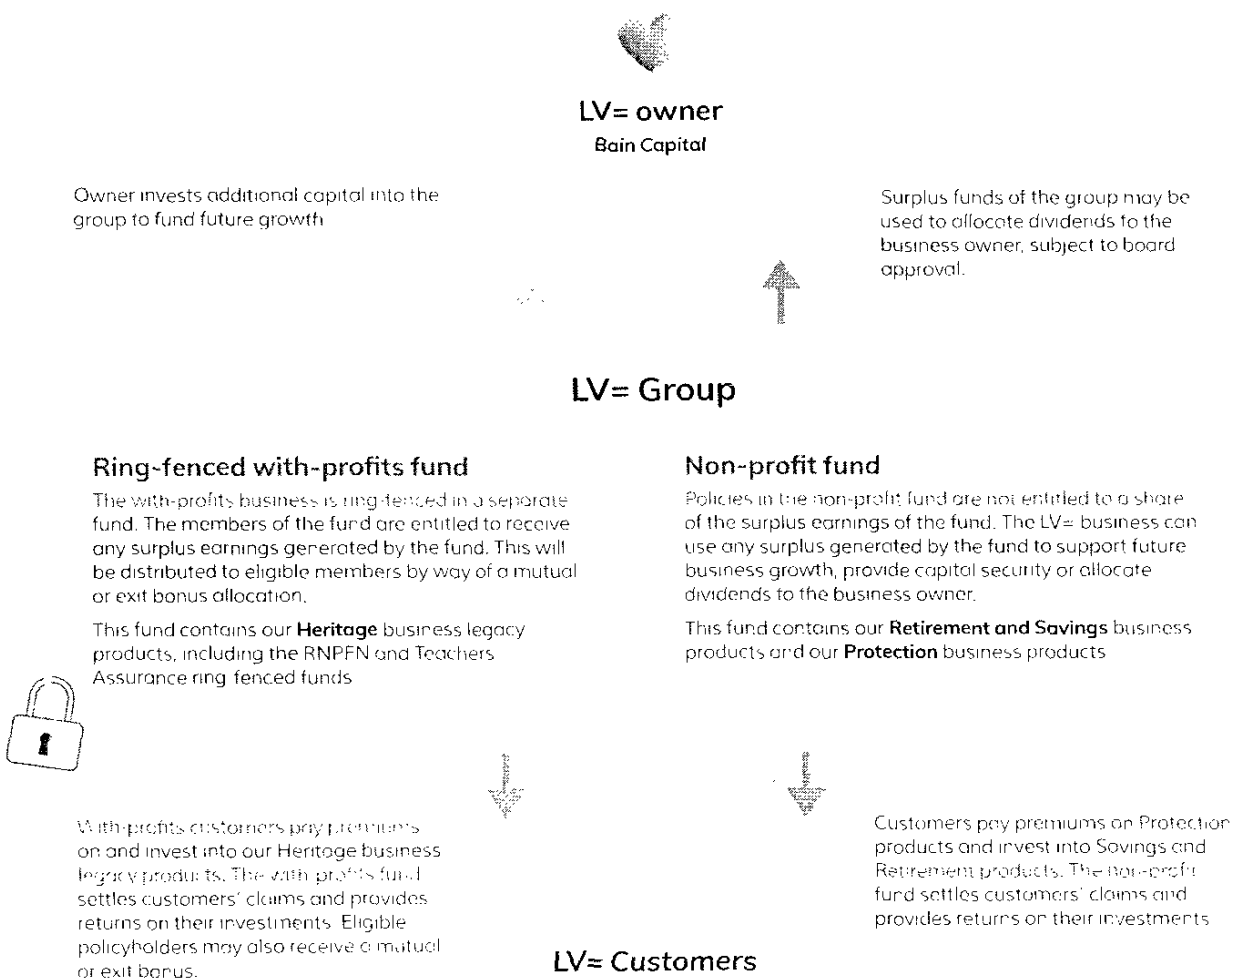 LV= owner
Bain Capital
Owner invests additional capital into the
group to fund future growth
Surplus funds of the group may be
used to allocate dividends to the
business owner, subject to board
approval.
LV= Group
Ring-fenced with-profits fund
The with-profits business is ring-fenced in a separate
fund. The members of the fund are entitled to receive
any surplus earnings generated by the fund. This will
be distributed to eligible members by way of a mutual
or exit bonus allocation.
This fund contains our Heritage business legacy
products, including the RNPFN and Teachers
Assurance ring fenced funds
Non-profit fund
Policies in the non-profit fund are not entitled to a share
of the surplus earnings of the fund. The LV= business can
use any surplus generated by the fund to support future
business growth, provide capital security or allocate
dividends to the business owner.
This fund contains our Retirement and Savings business
products and our Protection business products
With-profits customers pay premiums
on and invest into our Heritage business
legacy products. The with-profits fund
settles customers' claims and provides
returns on their investments. Eligible
policyholders may also receive a mutual
or exit bonus.
Customers pay premiums on Protection
products and invest into Savings and
Retirement products. The non-profit
fund settles customers' claims and
provides returns on their investments
LV= Customers